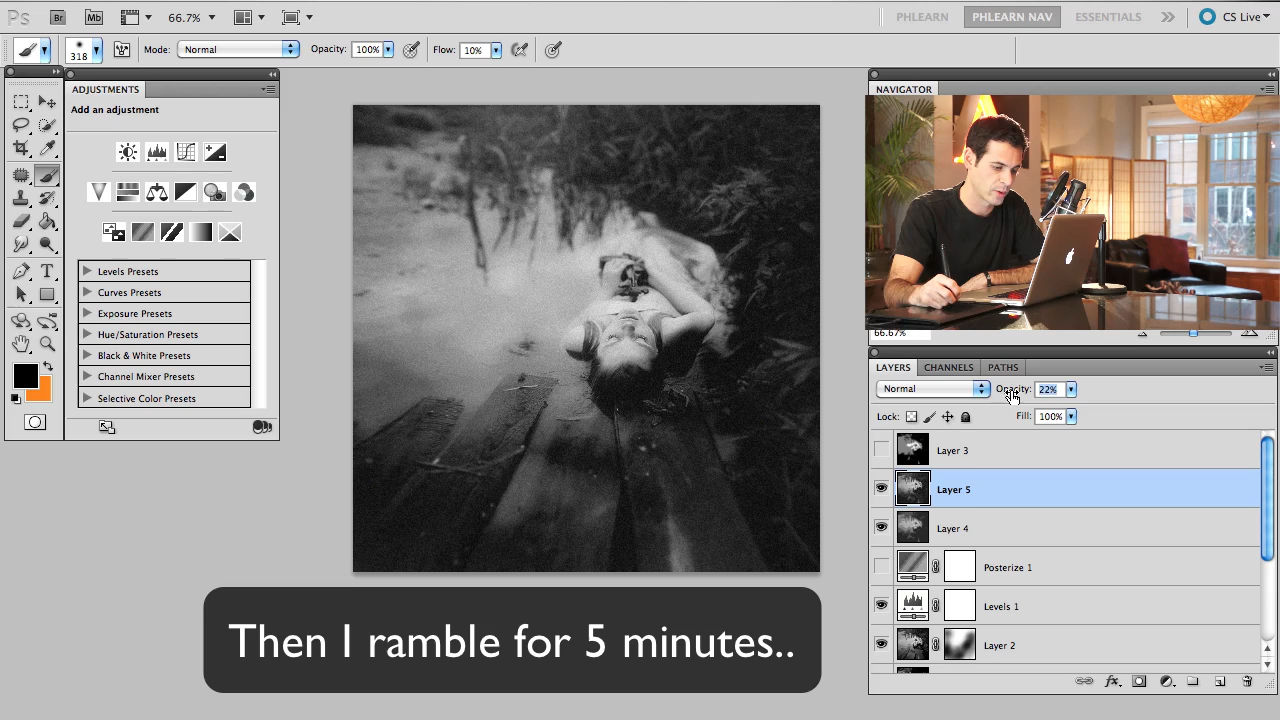 Ps Br Mb 66.7% PHLEARN PHLEARN NAV ESSENTIALS CS Live
318 Mode: Normal Opacity: 100% Flow: 10%
ADJUSTMENTS
Add an adjustment
Levels Presets
Curves Presets
Exposure Presets
Hue/Saturation Presets
Black & White Presets
Channel Mixer Presets
Selective Color Presets
NAVIGATOR
66.67%
LAYERS CHANNELS PATHS
Normal Opacity: 22%
Lock: Fill: 100%
Layer 3
Layer 5
Layer 4
Posterize 1
Levels 1
Layer 2
fx
Then I ramble for 5 minutes..